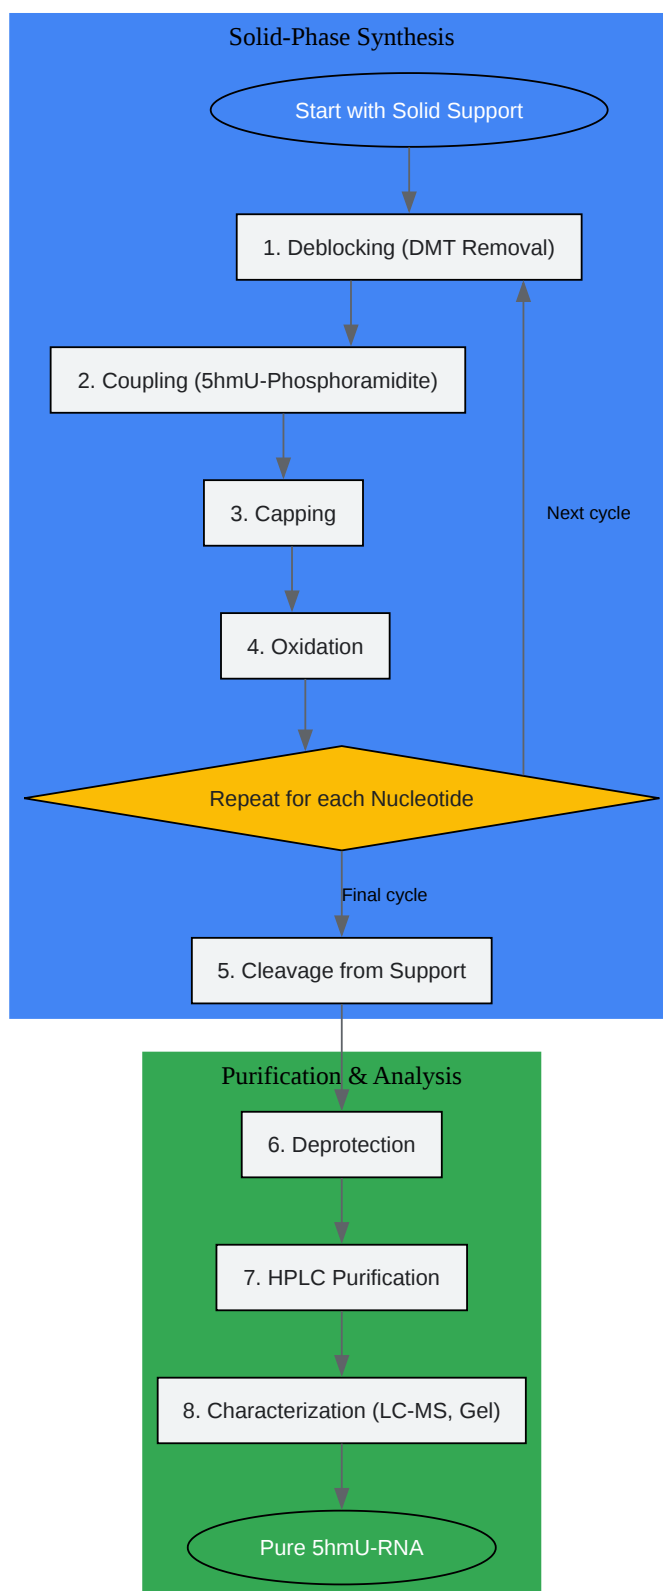 Solid-Phase Synthesis
Start with Solid Support
1. Deblocking (DMT Removal)
2. Coupling (5hmU-Phosphoramidite)
3. Capping
Next cycle
4. Oxidation
Repeat for each Nucleotide
Final cycle
5. Cleavage from Support
Purification & Analysis
6. Deprotection
7. HPLC Purification
8. Characterization (LC-MS, Gel)
Pure 5hmU-RNA